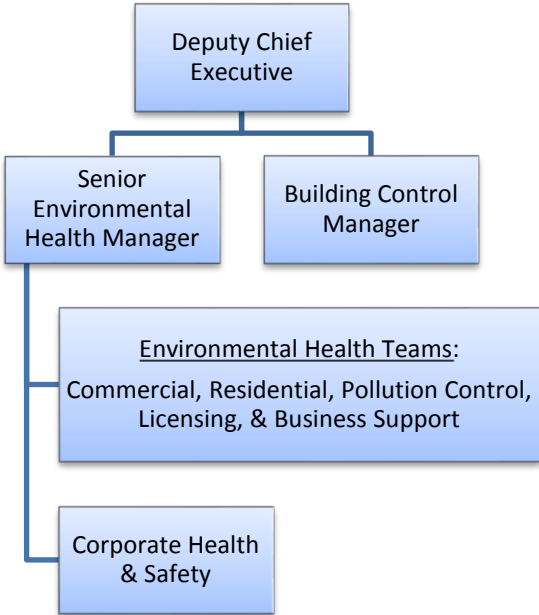 Deputy Chief
Executive
Senior
Environmental
Health Manager
Building Control
Manager
Environmental Health Teams:
Commercial, Residential, Pollution Control,
Licensing, & Business Support
Corporate Health
& Safety